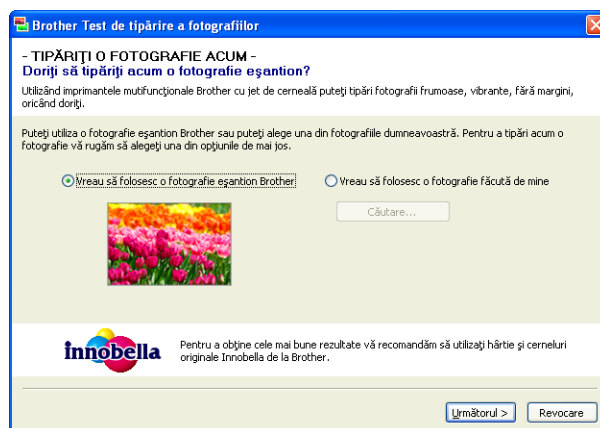 Brother Test de tipărire a fotografiilor
- TIPĂRIŢI O FOTOGRAFIE ACUM -
Doriţi să tipăriţi acum o fotografie eşantion?
Utilizând imprimantele mutifuncţionale Brother cu jet de cerneală puteţi tipări fotografii frumoase, vibrante, fără margini,
oricând doriţi.
Puteţi utiliza o fotografie eşantion Brother sau puteţi alege una din fotografiile dumneavoastră. Pentru a tipări acum o
fotografie vă rugăm să alegeţi una din opţiunile de mai jos.
Vreau să folosesc o fotografie eşantion Brother
Vreau să folosesc o fotografie făcută de mine
Căutare...
innobella
Pentru a obţine cele mai bune rezultate vă recomandăm să utilizaţi hârtie şi cerneluri
originale Innobella de la Brother.
Următorul >
Revocare